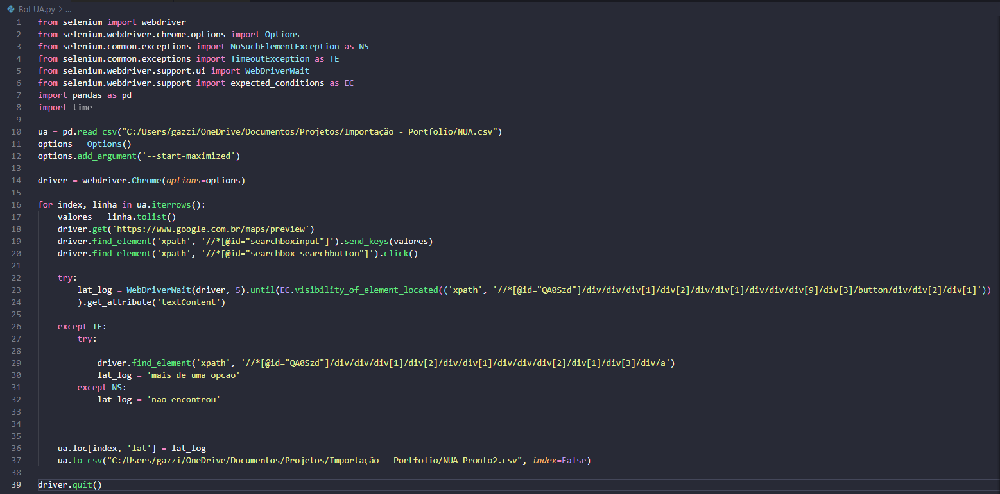 Bot UA.py > ...
1 from selenium import webdriver
2 from selenium.webdriver.chrome.options import Options
3 from selenium.common.exceptions import NoSuchElementException as NS
4 from selenium.common.exceptions import TimeoutException as TE
5 from selenium.webdriver.support.ui import WebDriverWait
6 from selenium.webdriver.support import expected_conditions as EC
7 import pandas as pd
8 import time
9
10 ua = pd.read_csv("C:/Users/gazzi/OneDrive/Documentos/Projetos/Importação - Portfolio/NUA.csv")
11 options = Options()
12 options.add_argument('--start-maximized')
13
14 driver = webdriver.Chrome(options=options)
15
16 for index, linha in ua.iterrows():
17     valores = linha.tolist()
18     driver.get('https://www.google.com.br/maps/preview')
19     driver.find_element('xpath', '//*[@id="searchboxinput"]').send_keys(valores)
20     driver.find_element('xpath', '//*[@id="searchbox-searchbutton"]').click()
21
22     try:
23         lat_log = WebDriverWait(driver, 5).until(EC.visibility_of_element_located(('xpath', '//*[@id="QA0Szd"]/div/div/div[1]/div[2]/div/div[1]/div/div/div[9]/div[3]/button/div/div[2]/div[1]'))
24         ).get_attribute('textContent')
25
26     except TE:
27         try:
28
29             driver.find_element('xpath', '//*[@id="QA0Szd"]/div/div/div[1]/div[2]/div/div[1]/div/div/div[2]/div[1]/div[3]/div/a')
30             lat_log = 'mais de uma opcao'
31         except NS:
32             lat_log = 'nao encontrou'
33
34
35
36     ua.loc[index, 'lat'] = lat_log
37     ua.to_csv("C:/Users/gazzi/OneDrive/Documentos/Projetos/Importação - Portfolio/NUA_Pronto2.csv", index=False)
38
39 driver.quit()